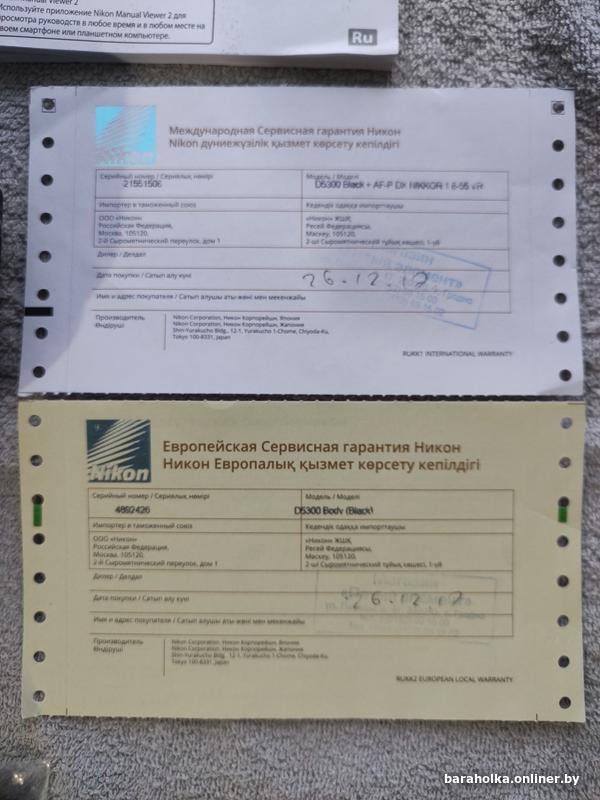 Manual Viewer 2
Используйте приложение Nikon Manual Viewer 2 для
просмотра руководств в любое время и в любом месте на
своем смартфоне или планшетном компьютере.
Ru
Nikon
Международная Сервисная гарантия Никон
Nikon дүниежүзілік қызмет көрсету кепілдігі
Серийный номер / Сериялық нөмірі
Модель / Моделі
21551506
D5300 Black + AF-P DX NIKKOR 18-55 VR
Импортер в таможенный союз
Кедендік одаққа импорттаушы
ООО «Никон»
Российская Федерация,
Москва, 105120,
2-й Сыромятнический переулок, дом 1
«Никон» ЖШҚ,
Ресей Федерациясы,
Мәскеу, 105120,
2-ші Сыромятнический тұйық көшесі, 1-үй
Дилер / Делдал
Дата покупки / Сатып алу күні
26.12.
Имя и адрес покупателя / Сатып алушы аты-жөні мен мекенжайы
Производитель
Өндіруші
Nikon Corporation, Никон Корпорейшн, Япония
Nikon Corporation, Никон Корпорейшн, Жапония
Shin-Yurakucho Bldg., 12-1, Yurakucho 1-Chome, Chiyoda-Ku,
Tokyo 100-8331, Japan
RUKK1 INTERNATIONAL WARRANTY
Nikon
Европейская Сервисная гарантия Никон
Никон Европалық қызмет көрсету кепілдігі
Серийный номер / Сериялық нөмірі
Модель / Моделі
4892426
D5300 Body (Black)
Импортер в таможенный союз
Кедендік одаққа импорттаушы
ООО «Никон»
Российская Федерация,
Москва, 105120,
2-й Сыромятнический переулок, дом 1
«Никон» ЖШҚ,
Ресей Федерациясы,
Мәскеу, 105120,
2-ші Сыромятнический тұйық көшесі, 1-үй
Дилер / Делдал
Магазин
Дата покупки / Сатып алу күні
26.12
Имя и адрес покупателя / Сатып алушы аты-жөні мен мекенжайы
Производитель
Өндіруші
Nikon Corporation, Никон Корпорейшн, Япония
Nikon Corporation, Никон Корпорейшн, Жапония
Shin-Yurakucho Bldg., 12-1, Yurakucho 1-Chome, Chiyoda-Ku,
Tokyo 100-8331, Japan
RUKK2 EUROPEAN LOCAL WARRANTY
baraholka.onliner.by